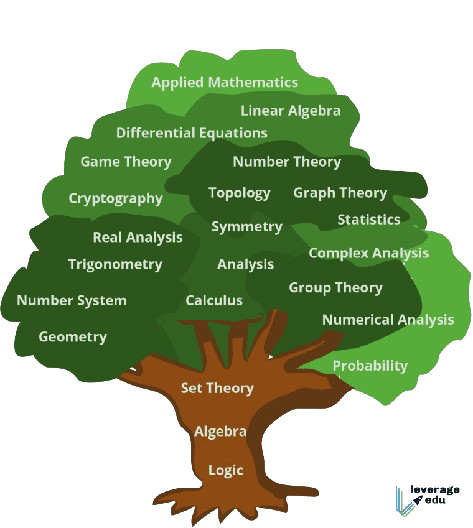 Applied Mathematics
Linear Algebra
Differential Equations
Game Theory
Number Theory
Cryptography
Topology
Graph Theory
Statistics
Symmetry
Real Analysis
Complex Analysis
Trigonometry
Analysis
Group Theory
Number System
Calculus
Numerical Analysis
Geometry
Probability
Set Theory
Algebra
Logic
leverage
edu